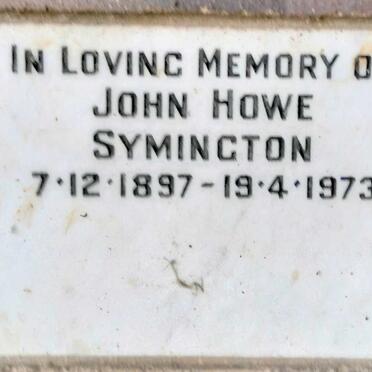 IN LOVING MEMORY O
JOHN HOWE
SYMINGTON
7·12·1897-19·4·1973